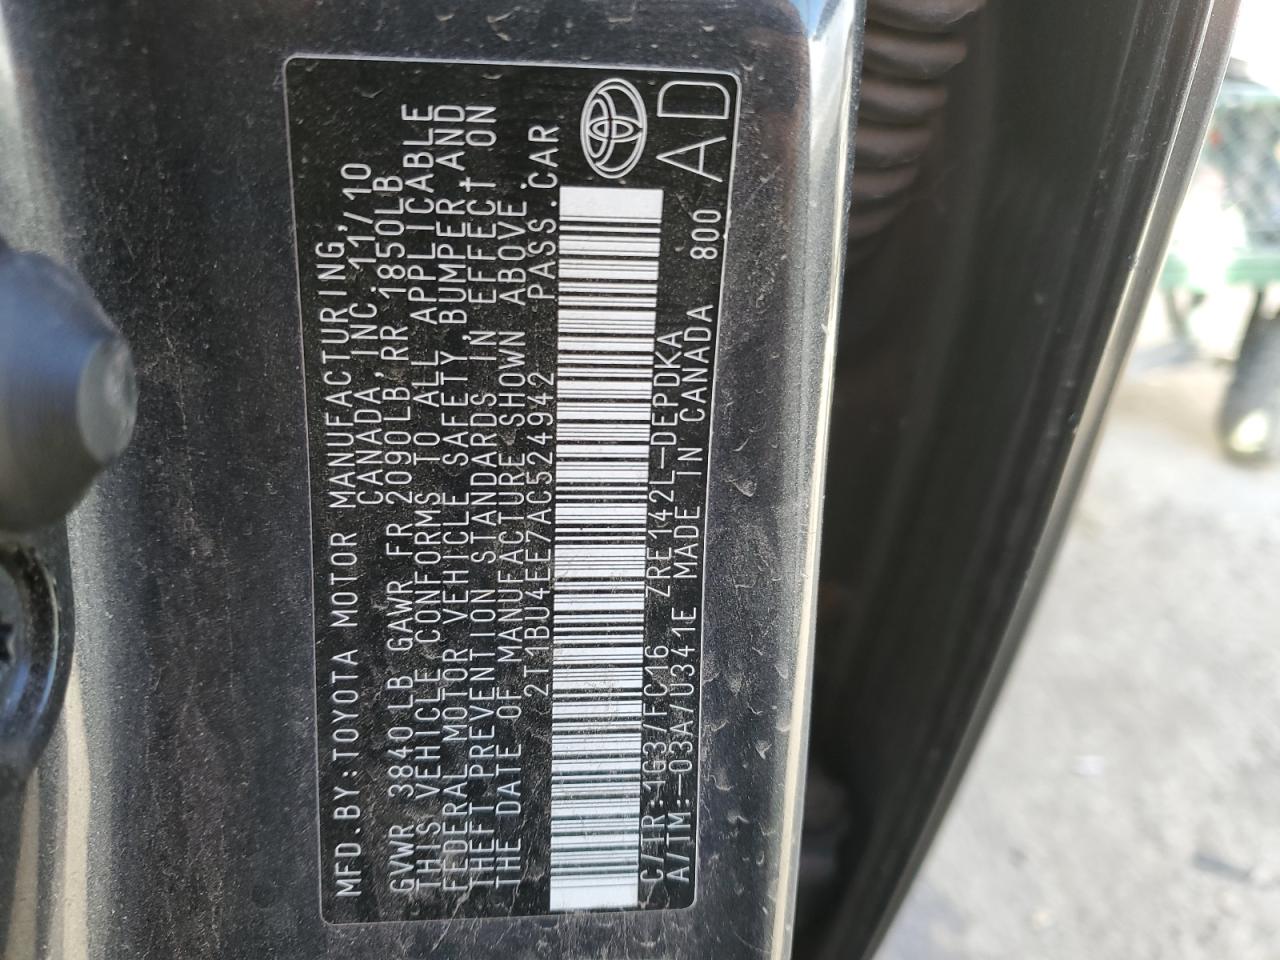 MFD.BY:TOYOTA MOTOR MANUFACTURING,
CANADA INC. 11/10
GVWR 3840LB GAWR FR 2090LB,RR 1850LB
THIS VEHICLE CONFORMS TO ALL APPLICABLE
FEDERAL MOTOR VEHICLE SAFETY,BUMPER,AND
THEFT PREVENTION STANDARDS IN EFFECT ON
THE DATE OF MANUFACTURE SHOWN ABOVE.
2T1BU4EE7AC524942 PASS.CAR
C/TR:1G3/FC16 ZRE142L-DEPDKA 800 AD
A/TM:-03A/U341E MADE IN CANADA